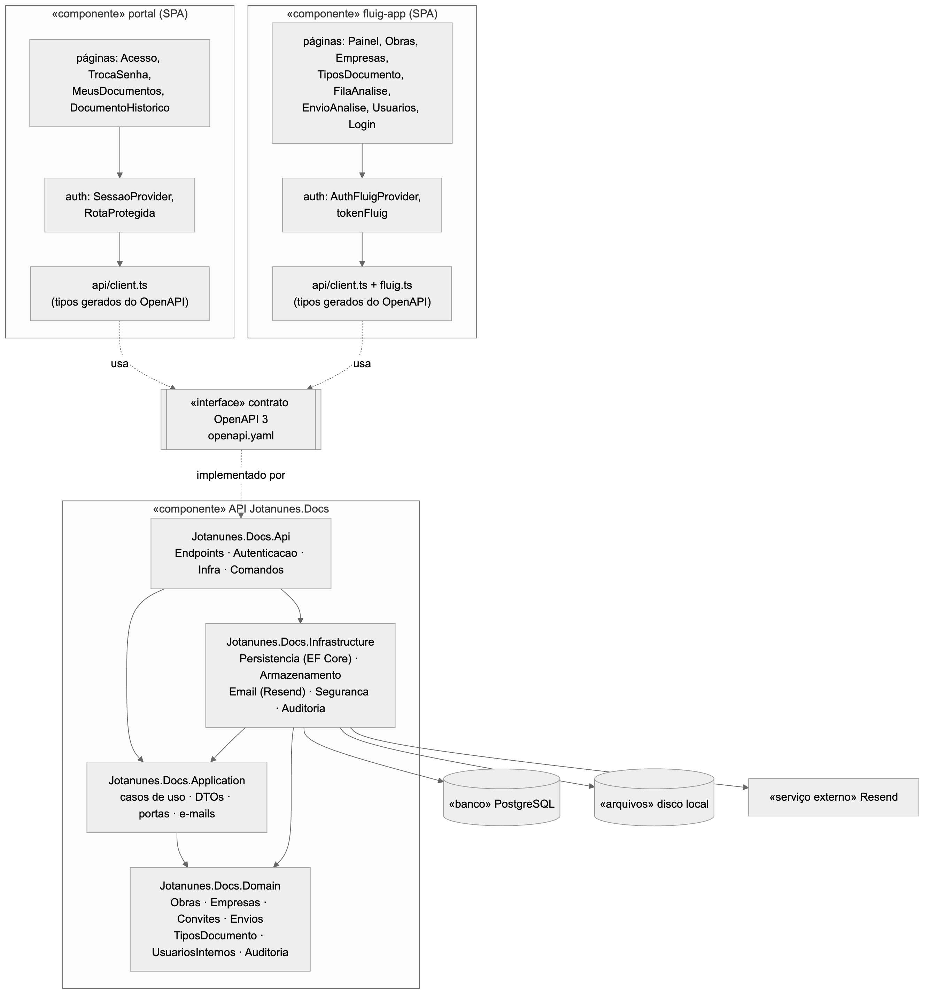 «componente» portal (SPA)
páginas: Acesso,
TrocaSenha,
MeusDocumentos,
DocumentoHistorico
auth: SessaoProvider,
RotaProtegida
api/client.ts
(tipos gerados do OpenAPI)
«componente» fluig-app (SPA)
páginas: Painel, Obras,
Empresas,
TiposDocumento,
FilaAnalise,
EnvioAnalise, Usuarios,
Login
auth: AuthFluigProvider,
tokenFluig
api/client.ts + fluig.ts
(tipos gerados do OpenAPI)
usa
usa
«interface» contrato
OpenAPI 3
openapi.yaml
implementado por
«componente» API Jotanunes.Docs
Jotanunes.Docs.Api
Endpoints · Autenticacao ·
Infra · Comandos
Jotanunes.Docs.Infrastructure
Persistencia (EF Core) ·
Armazenamento
Email (Resend) · Seguranca
· Auditoria
Jotanunes.Docs.Application
casos de uso · DTOs ·
portas · e-mails
«banco» PostgreSQL
«arquivos» disco local
«serviço externo» Resend
Jotanunes.Docs.Domain
Obras · Empresas ·
Convites · Envios
TiposDocumento ·
UsuariosInternos · Auditoria